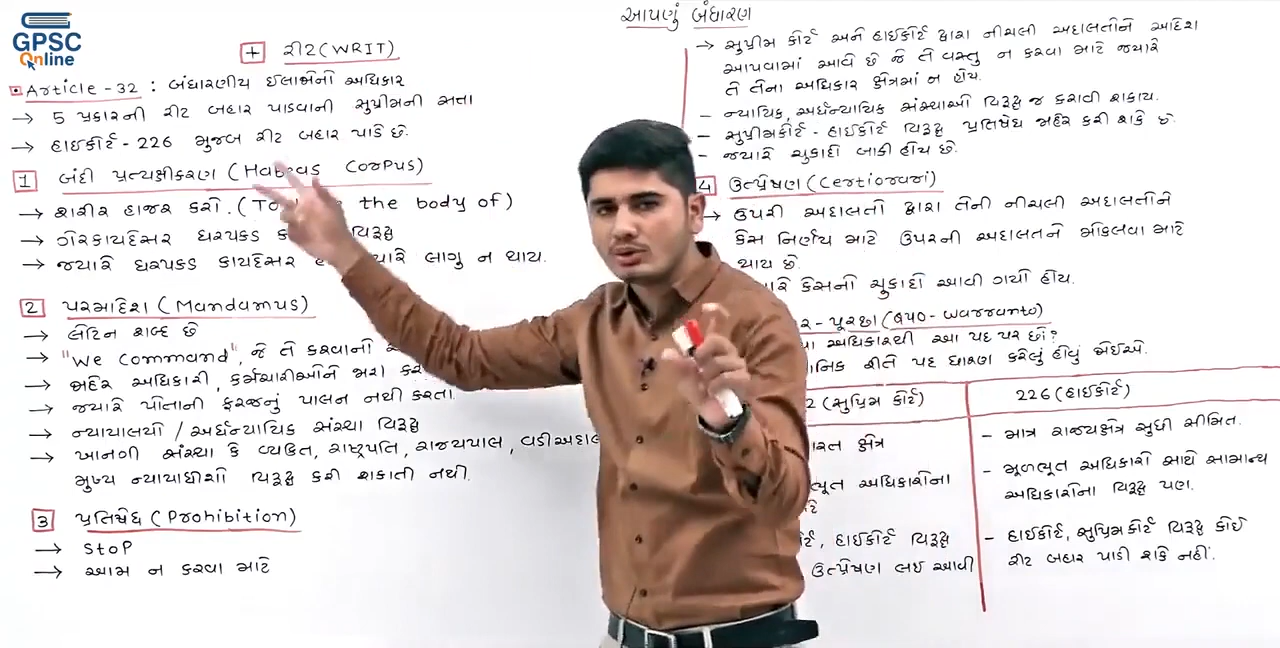 GPSC
Online
આપણું બંધારણ
+ રીટ (WRIT)
Article - 32 : બંધારણીય ઈલાજોનો અધિકાર
→ 5 પ્રકારની રીટ બહાર પાડવાની સુપ્રીમની સત્તા
→ હાઈકોર્ટ - 226 મુજબ રીટ બહાર પાડે છે.
1 બંદી પ્રત્યક્ષીકરણ (Habeas Corpus)
→ શરીર હાજર કરો. (To the body of)
→ ગેરકાયદેસર ધરપકડ વિરૂદ્ધ
→ જ્યારે ધરપકડ કાયદેસર ત્યારે લાગુ ન થાય.
2 પરમાદેશ (Mandamus)
→ લેટિન શબ્દ છે
→ "We Command", જે તે કરવાનો
→ જાહેર અધિકારી, કર્મચારીઓને
→ જ્યારે પોતાની ફરજનું પાલન નથી કરતા
→ ન્યાયાલયો / અર્ધન્યાયિક સંસ્થા વિરૂદ્ધ
→ ખાનગી સંસ્થા કે વ્યક્તિ, રાષ્ટ્રપતિ, રાજ્યપાલ,
મુખ્ય ન્યાયાધીશો વિરૂદ્ધ કરી શકાતી નથી.
3 પ્રતિષેધ (Prohibition)
→ StoP
→ આમ ન કરવા માટે
→ સુપ્રીમ કોર્ટ અને હાઈકોર્ટ દ્વારા નીચલી અદાલતોને આદેશ
આપવામાં આવે છે જે તે વસ્તુ ન કરવા માટે જ્યારે
તે તેના અધિકાર ક્ષેત્રમાં ન હોય.
- ન્યાયિક, અર્ધન્યાયિક સંસ્થાઓ વિરૂદ્ધ જ કરાવી શકાય.
- સુપ્રીમકોર્ટ - હાઈકોર્ટ વિરૂદ્ધ પ્રતિષેધ જાહેર કરી શકે છે.
- જ્યારે ચુકાદો બાકી હોય છે.
4 ઉત્પ્રેષણ (Certiorari)
→ ઉપરી અદાલતો દ્વારા તેની નીચલી અદાલતોને
કેસ નિર્ણય માટે ઉપરની અદાલતને મોકલવા માટે
થાય છે.
કેસનો ચુકાદો આવી ગયો હોય.
પૃચ્છા (Quo-Warranto)
અધિકારથી આ પદ પર છો?
રીતે પદ ધારણ કરેલું હોવું જોઈએ.
(સુપ્રિમ કોર્ટ) 226 (હાઈકોર્ટ)
ક્ષેત્ર
અધિકારોના
હાઈકોર્ટ વિરૂદ્ધ
ઉત્પ્રેષણ લઈ આવી
- માત્ર રાજ્યક્ષેત્ર સુધી સીમિત.
- મૂળભૂત અધિકારો સાથે સામાન્ય
અધિકારોના વિરૂદ્ધ પણ.
- હાઈકોર્ટ, સુપ્રિમકોર્ટ વિરૂદ્ધ કોઈ
રીટ બહાર પાડી શકે નહીં.